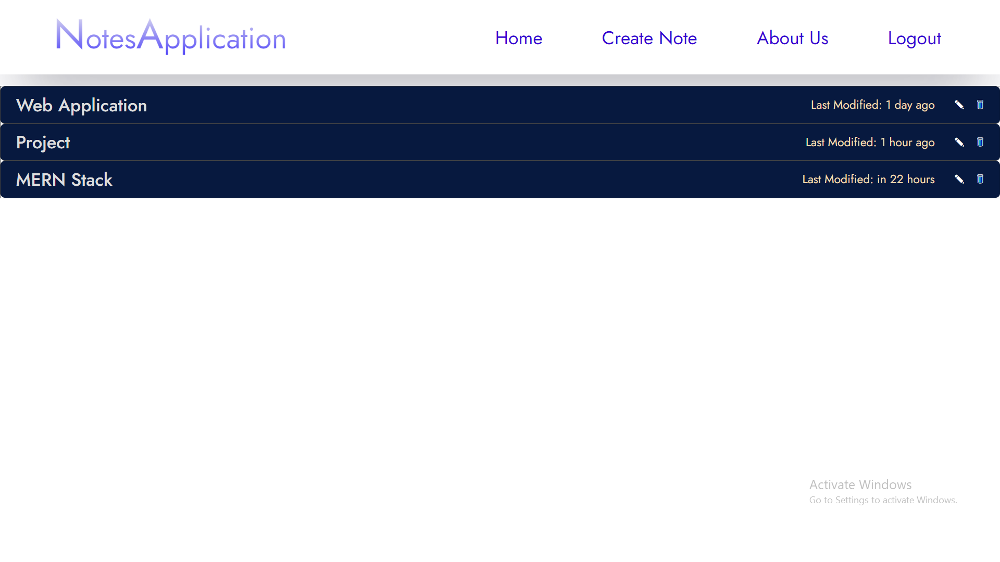 NotesApplication
Home Create Note About Us Logout
Web Application Last Modified: 1 day ago
Project Last Modified: 1 hour ago
MERN Stack Last Modified: in 22 hours
Activate Windows
Go to Settings to activate Windows.